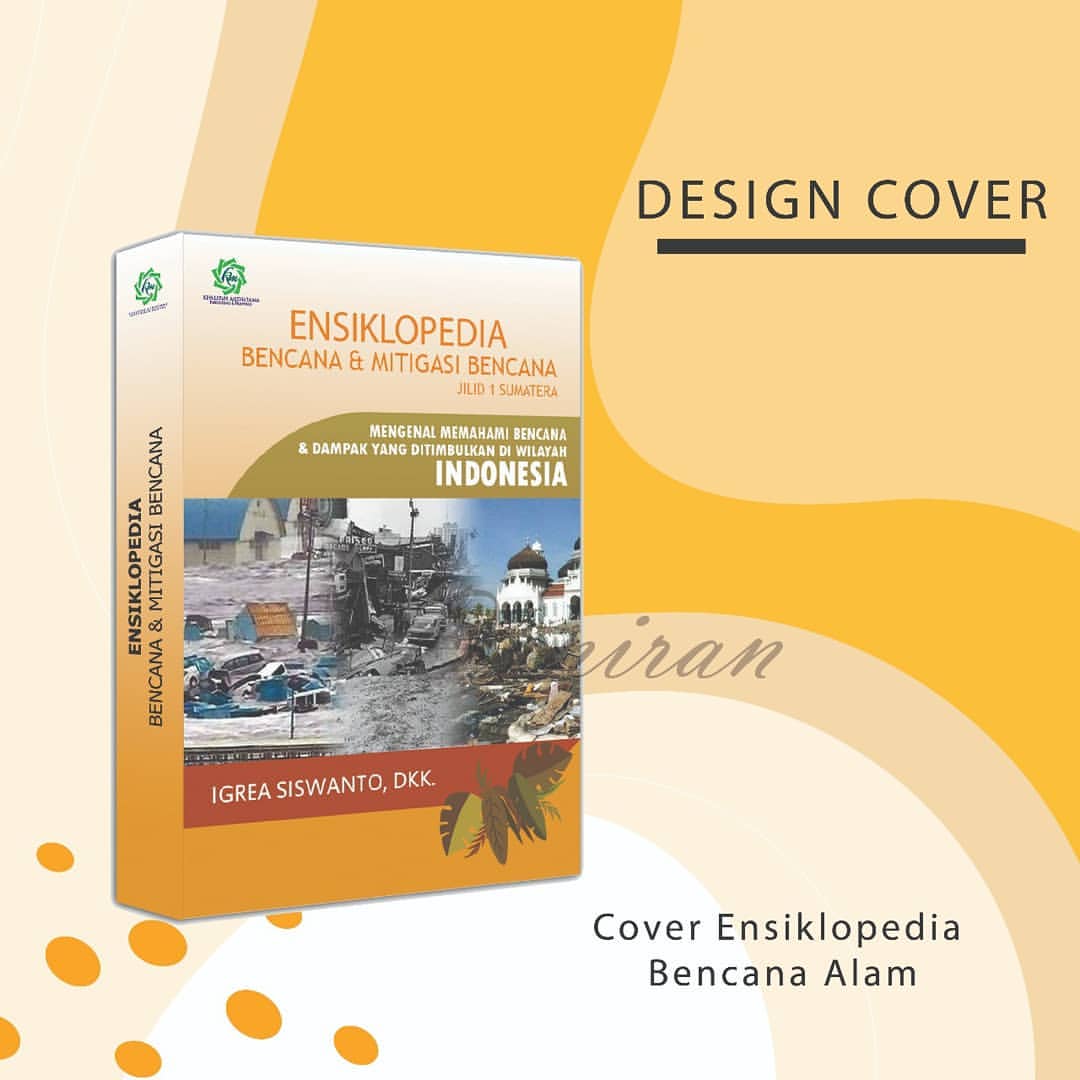 DESIGN COVER
ENSIKLOPEDIA
BENCANA & MITIGASI BENCANA
JILID 1 SUMATERA
MENGENAL MEMAHAMI BENCANA
& DAMPAK YANG DITIMBULKAN DI WILAYAH
INDONESIA
IGREA SISWANTO, DKK.
ENSIKLOPEDIA
BENCANA & MITIGASI BENCANA
Cover Ensiklopedia
Bencana Alam